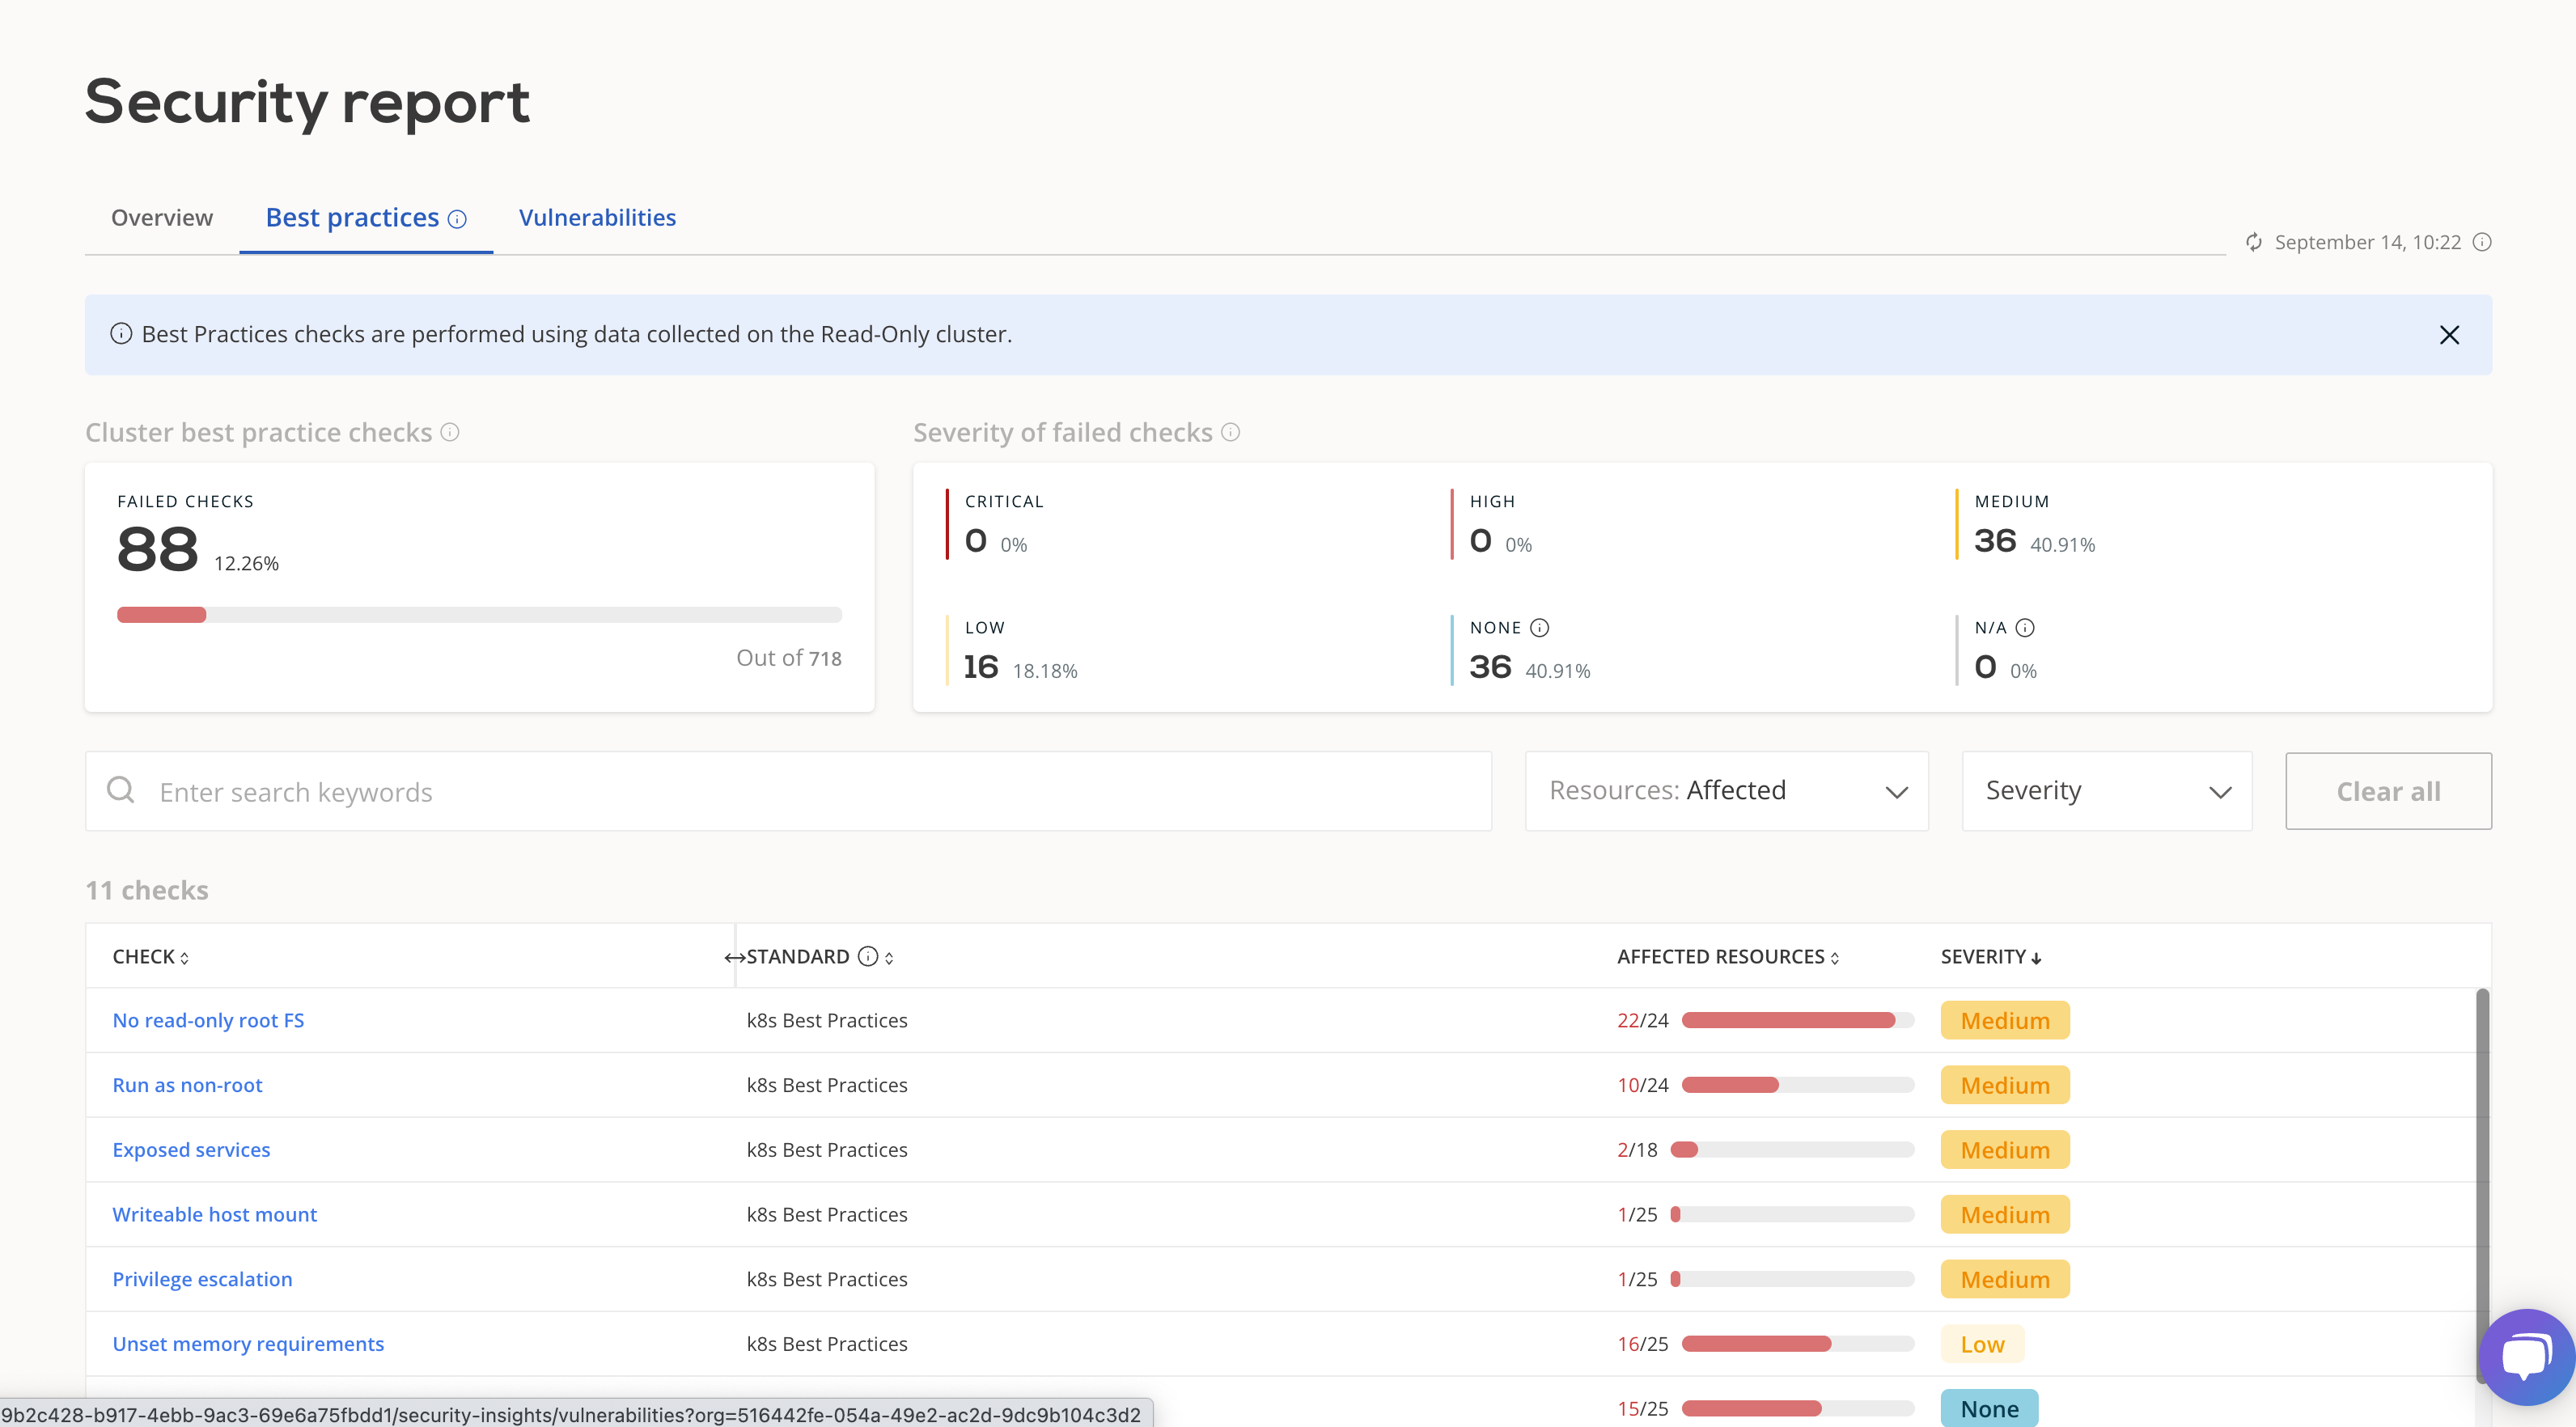 Security report
Overview
Best practices
Vulnerabilities
September 14, 10:22
Best Practices checks are performed using data collected on the Read-Only cluster.
Cluster best practice checks
Severity of failed checks
FAILED CHECKS
88 12.26%
Out of 718
CRITICAL
0 0%
HIGH
0 0%
MEDIUM
36 40.91%
LOW
16 18.18%
NONE
36 40.91%
N/A
0 0%
Enter search keywords
Resources: Affected
Severity
Clear all
11 checks
CHECK STANDARD AFFECTED RESOURCES SEVERITY
No read-only root FS k8s Best Practices 22/24 Medium
Run as non-root k8s Best Practices 10/24 Medium
Exposed services k8s Best Practices 2/18 Medium
Writeable host mount k8s Best Practices 1/25 Medium
Privilege escalation k8s Best Practices 1/25 Medium
Unset memory requirements k8s Best Practices 16/25 Low
15/25 None
9b2c428-b917-4ebb-9ac3-69e6a75fbdd1/security-insights/vulnerabilities?org=516442fe-054a-49e2-ac2d-9dc9b104c3d2